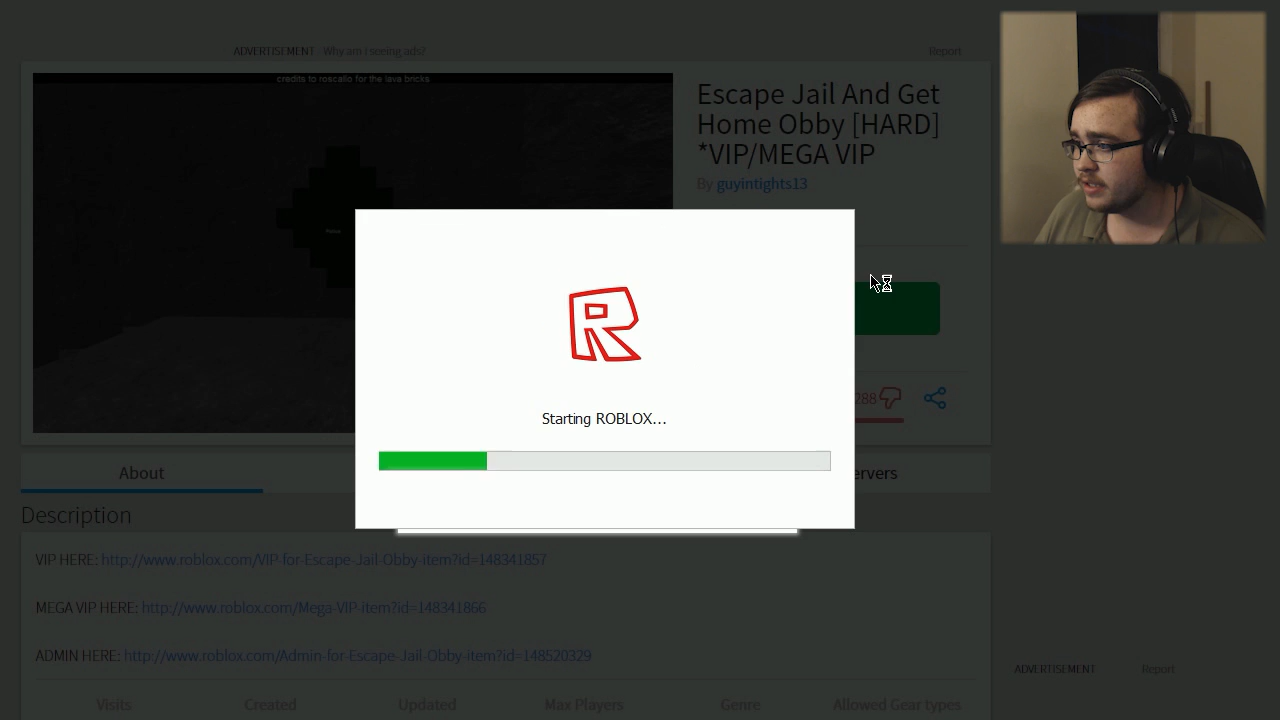 ADVERTISEMENT Why am I seeing ads?
Report
credits to roscallo for the lava bricks
Escape Jail And Get
Home Obby [HARD]
*VIP/MEGA VIP
By guyintights13
R
Starting ROBLOX...
288
About
ervers
Description
VIP HERE: http://www.roblox.com/VIP-for-Escape-Jail-Obby-item?id=148341857
MEGA VIP HERE: http://www.roblox.com/Mega-VIP-item?id=148341866
ADMIN HERE: http://www.roblox.com/Admin-for-Escape-Jail-Obby-item?id=148520329
ADVERTISEMENT Report
Visits Created Updated Max Players Genre Allowed Gear types